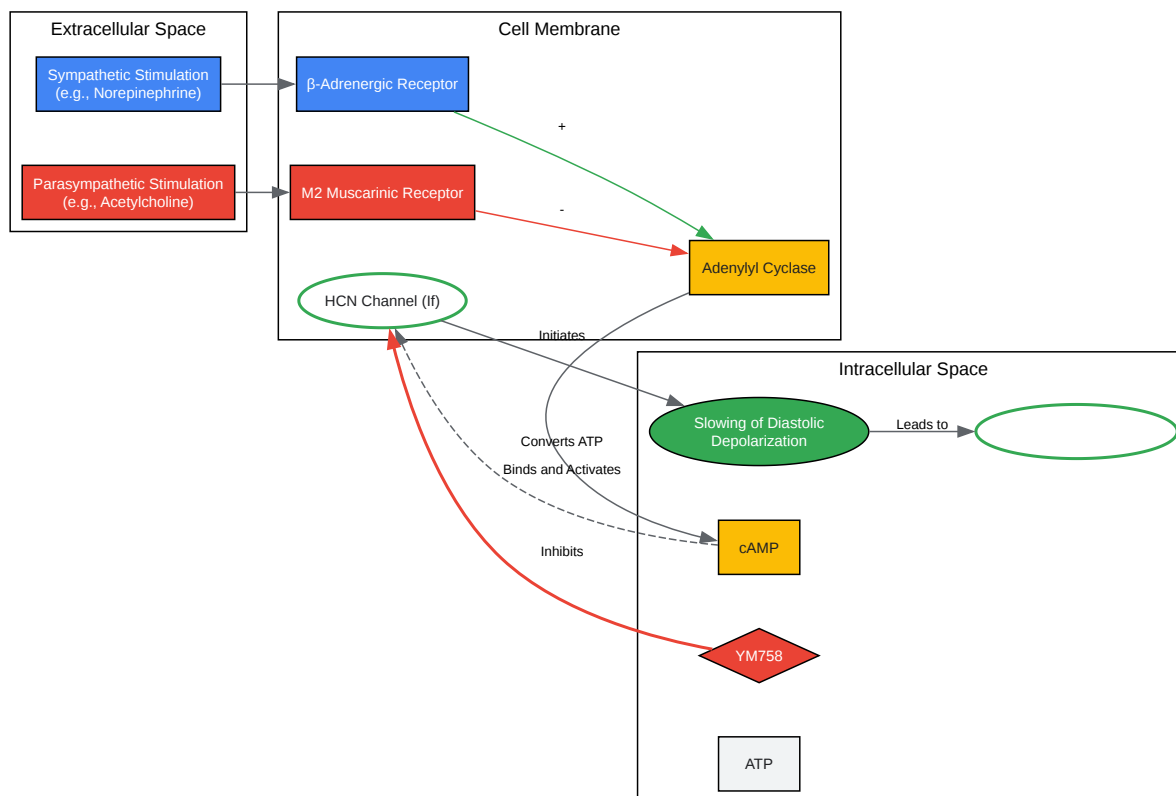 Extracellular Space
Sympathetic Stimulation
(e.g., Norepinephrine)
Parasympathetic Stimulation
(e.g., Acetylcholine)
Cell Membrane
β-Adrenergic Receptor
+
M2 Muscarinic Receptor
-
Adenylyl Cyclase
HCN Channel (If)
Initiates
Converts ATP
Binds and Activates
Inhibits
Intracellular Space
Slowing of Diastolic
Depolarization
Leads to
cAMP
YM758
ATP